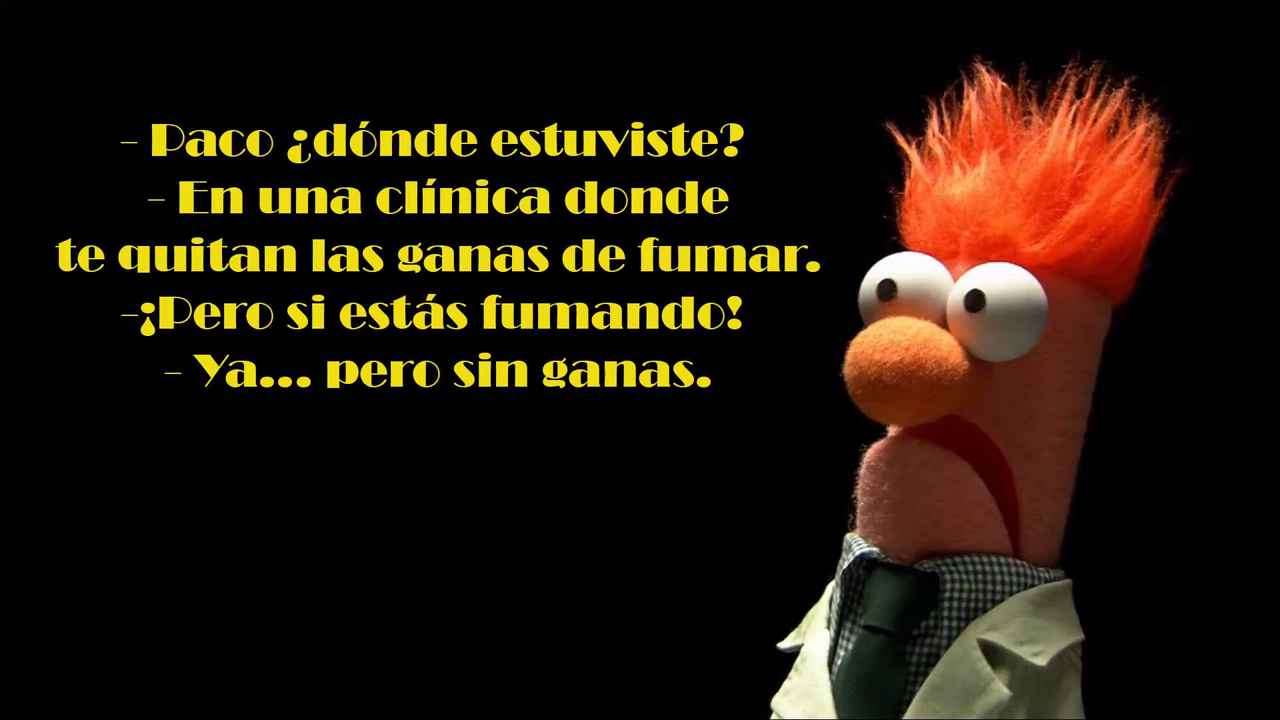 - Paco ¿dónde estuviste?
- En una clínica donde
te quitan las ganas de fumar.
-¡Pero si estás fumando!
- Ya... pero sin ganas.